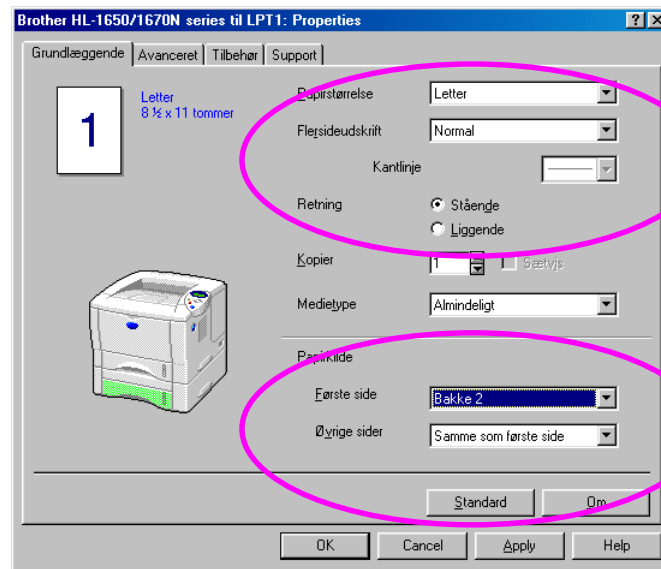 Brother HL-1650/1670N series til LPT1: Properties
Grundlæggende Avanceret Tilbehør Support
1
Letter
8 ½ x 11 tommer
Papirstørrelse Letter
Flersideudskrift Normal
Kantlinje
Retning Stående
Liggende
Kopier 1 Sætvis
Medietype Almindeligt
Papirkilde
Første side Bakke 2
Øvrige sider Samme som første side
Standard Om
OK Cancel Apply Help